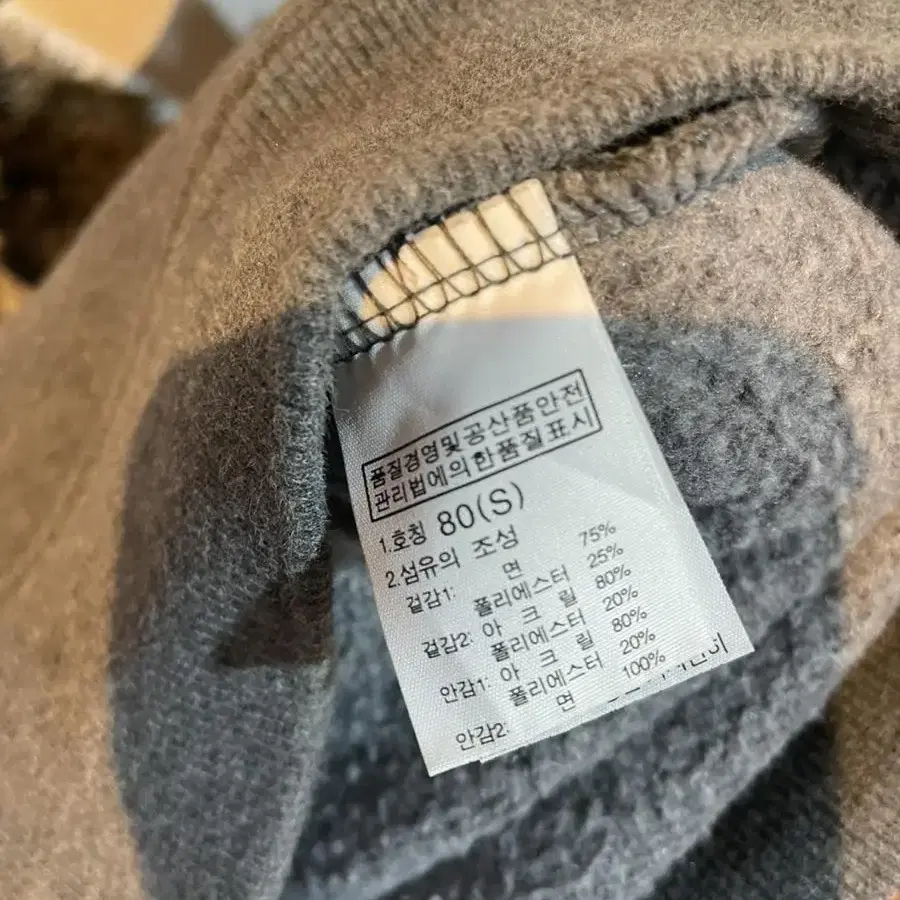 품질경영및공산품안전
관리법에의한품질표시
1.호칭 80(S)
2.섬유의 조성
겉감1: 면 75%
폴리에스터 25%
겉감2: 아 크 릴 80%
폴리에스터 20%
안감1: 아 크 릴 80%
폴리에스터 20%
안감2: 면 100%